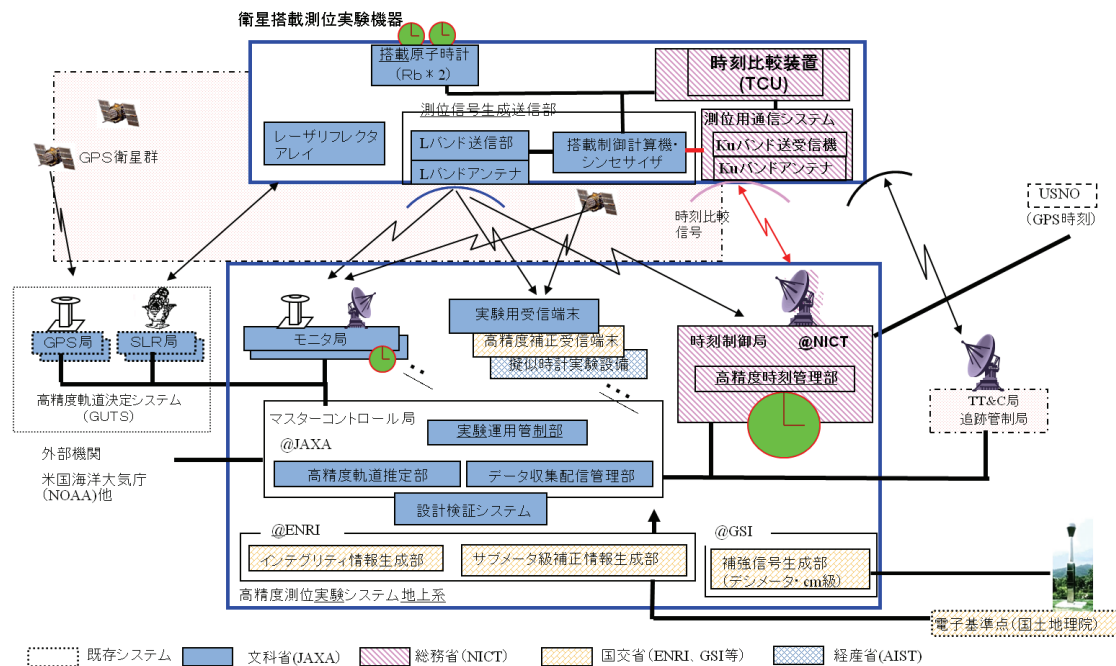 衛星搭載測位実験機器
搭載原子時計
(Rb＊2)
時刻比較装置
(TCU)
測位信号生成送信部
測位用通信システム
レーザリフレクタ
アレイ
Lバンド送信部
Lバンドアンテナ
搭載制御計算機・
シンセサイザ
Kuバンド送受信機
Kuバンドアンテナ
GPS衛星群
時刻比較
信号
USNO
(GPS時刻)
GPS局
SLR局
モニタ局
実験用受信端末
高精度補正受信端末
擬似時計実験設備
時刻制御局
@NICT
高精度時刻管理部
高精度軌道決定システム
(GUTS)
マスターコントロール局
@JAXA
実験運用管制部
高精度軌道推定部
データ収集配信管理部
設計検証システム
TT&C局
追跡管制局
外部機関
米国海洋大気庁
(NOAA)他
@ENRI
インテグリティ情報生成部
サブメータ級補正情報生成部
@GSI
補強信号生成部
(デシメータ・cm級)
高精度測位実験システム地上系
電子基準点(国土地理院)
既存システム
文科省(JAXA)
総務省(NICT)
国交省(ENRI、GSI等)
経産省(AIST)